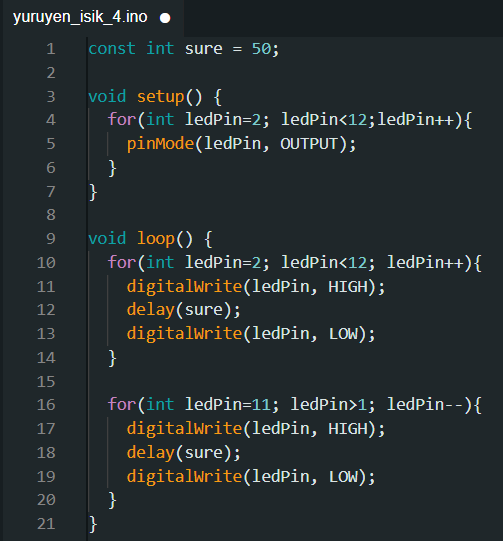 yuruyen_isik_4.ino
1 const int sure = 50;
2
3 void setup() {
4   for(int ledPin=2; ledPin<12;ledPin++){
5     pinMode(ledPin, OUTPUT);
6   }
7 }
8
9 void loop() {
10   for(int ledPin=2; ledPin<12; ledPin++){
11     digitalWrite(ledPin, HIGH);
12     delay(sure);
13     digitalWrite(ledPin, LOW);
14   }
15
16   for(int ledPin=11; ledPin>1; ledPin--){
17     digitalWrite(ledPin, HIGH);
18     delay(sure);
19     digitalWrite(ledPin, LOW);
20   }
21 }